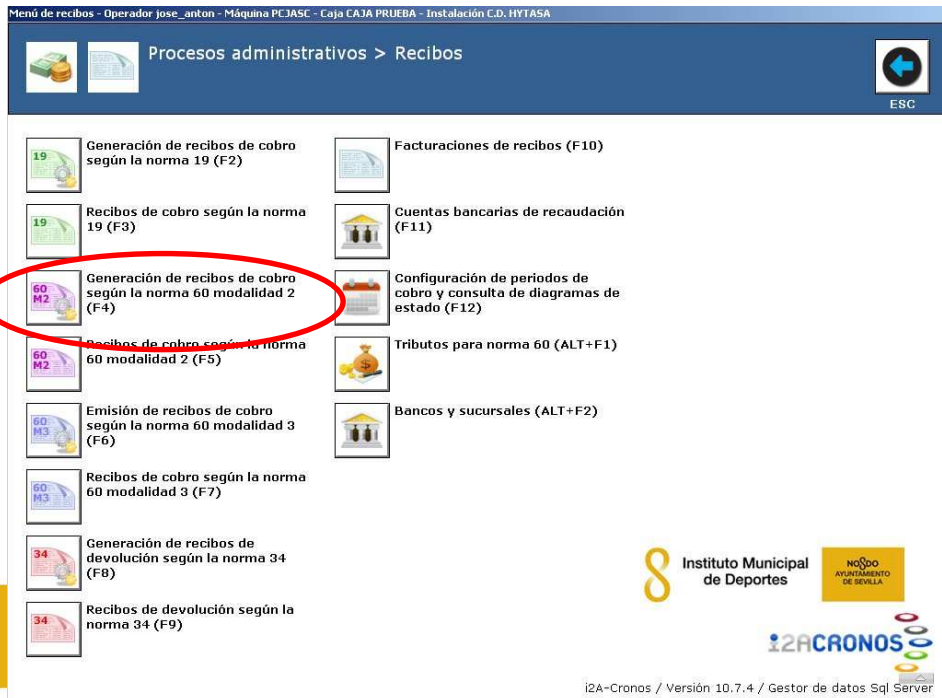 Menú de recibos - Operador jose_anton - Máquina PCJASC - Caja CAJA PRUEBA - Instalación C.D. HYTASA
Procesos administrativos > Recibos
ESC
19
Generación de recibos de cobro
según la norma 19 (F2)
19
Recibos de cobro según la norma
19 (F3)
60
M2
Generación de recibos de cobro
según la norma 60 modalidad 2
(F4)
60
M2
Recibos de cobro según la norma
60 modalidad 2 (F5)
60
M3
Emisión de recibos de cobro
según la norma 60 modalidad 3
(F6)
60
M3
Recibos de cobro según la norma
60 modalidad 3 (F7)
34
Generación de recibos de
devolución según la norma 34
(F8)
34
Recibos de devolución según la
norma 34 (F9)
Facturaciones de recibos (F10)
Cuentas bancarias de recaudación
(F11)
Configuración de periodos de
cobro y consulta de diagramas de
estado (F12)
Tributos para norma 60 (ALT+F1)
Bancos y sucursales (ALT+F2)
Instituto Municipal
de Deportes
NO8DO
AYUNTAMIENTO
DE SEVILLA
i2ACRONOS
i2A-Cronos / Versión 10.7.4 / Gestor de datos Sql Server